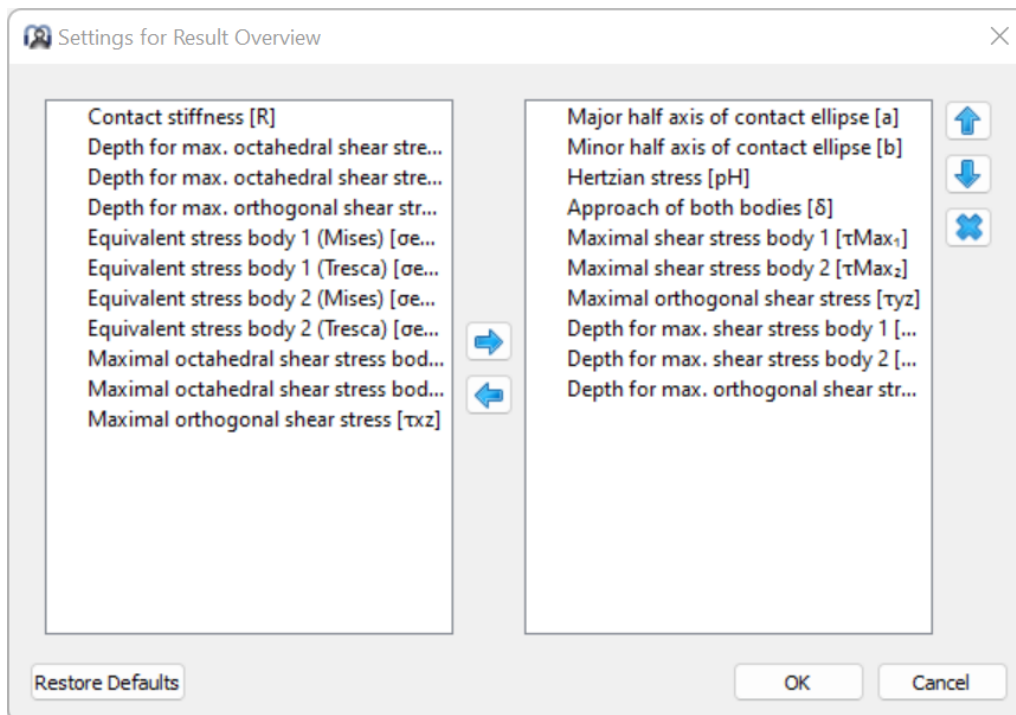 Settings for Result Overview
Contact stiffness [R]
Depth for max. octahedral shear stre...
Depth for max. octahedral shear stre...
Depth for max. orthogonal shear str...
Equivalent stress body 1 (Mises) [σe...
Equivalent stress body 1 (Tresca) [σe...
Equivalent stress body 2 (Mises) [σe...
Equivalent stress body 2 (Tresca) [σe...
Maximal octahedral shear stress bod...
Maximal octahedral shear stress bod...
Maximal orthogonal shear stress [τxz]
Major half axis of contact ellipse [a]
Minor half axis of contact ellipse [b]
Hertzian stress [pH]
Approach of both bodies [δ]
Maximal shear stress body 1 [τMax₁]
Maximal shear stress body 2 [τMax₂]
Maximal orthogonal shear stress [τyz]
Depth for max. shear stress body 1 [...
Depth for max. shear stress body 2 [...
Depth for max. orthogonal shear str...
Restore Defaults
OK
Cancel